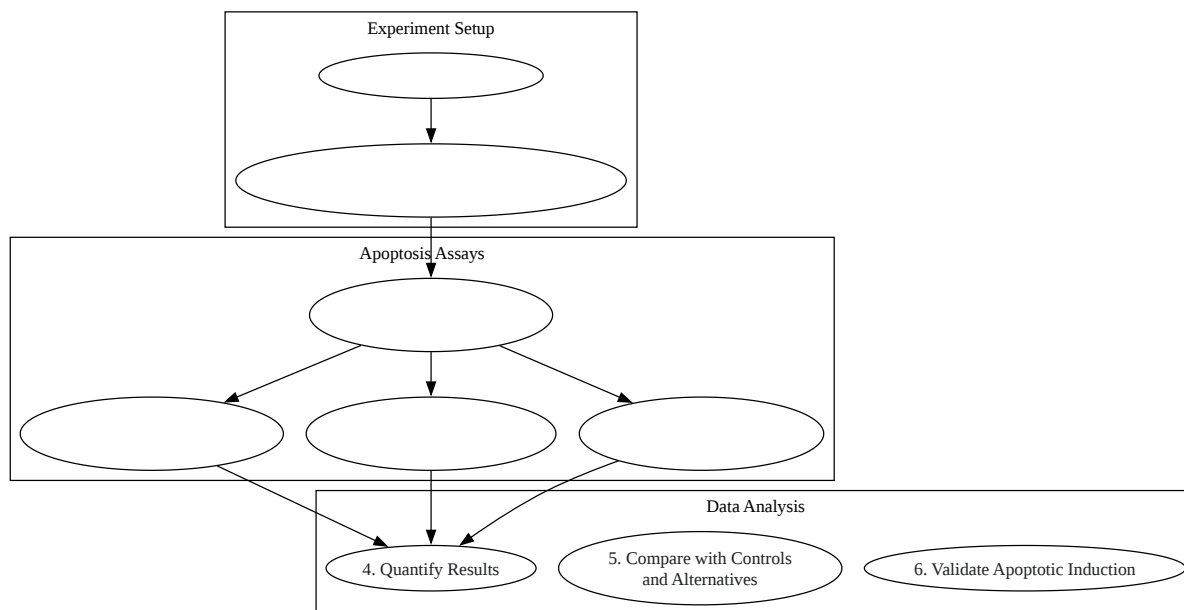 Experiment Setup
Apoptosis Assays
Data Analysis
4. Quantify Results
5. Compare with Controls
and Alternatives
6. Validate Apoptotic Induction